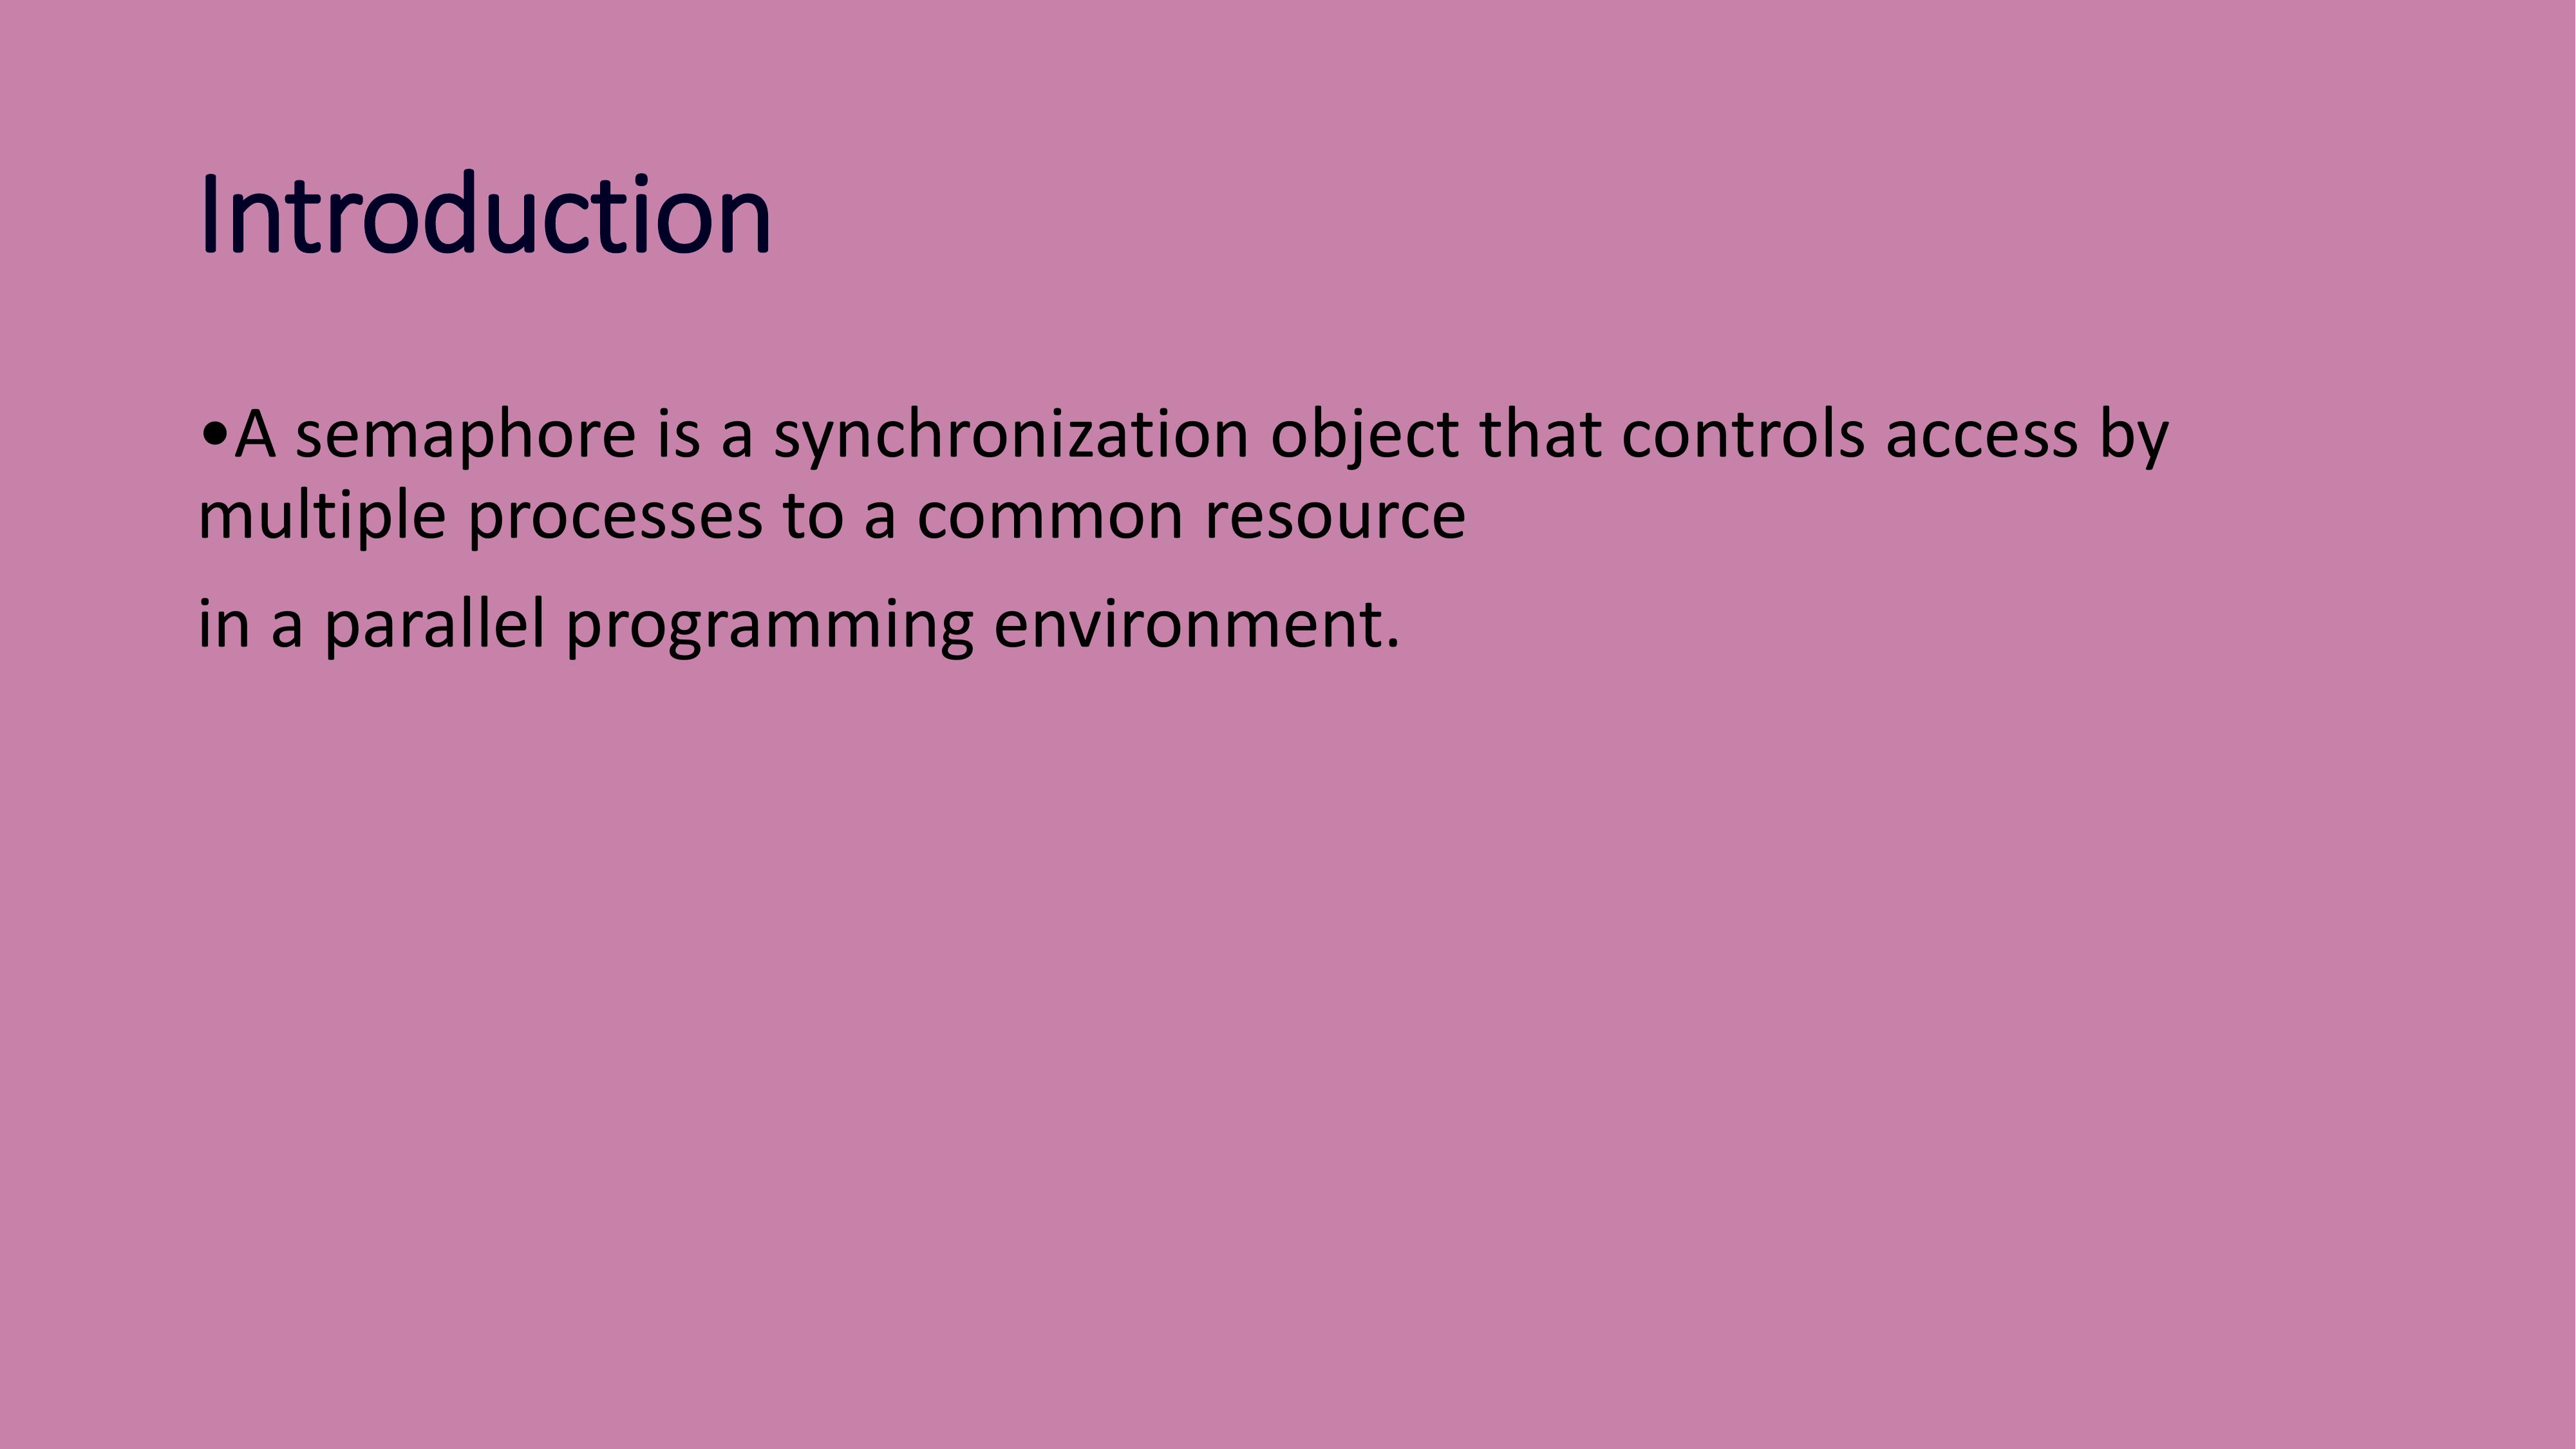 Introduction
•A semaphore is a synchronization object that controls access by
multiple processes to a common resource
in a parallel programming environment.